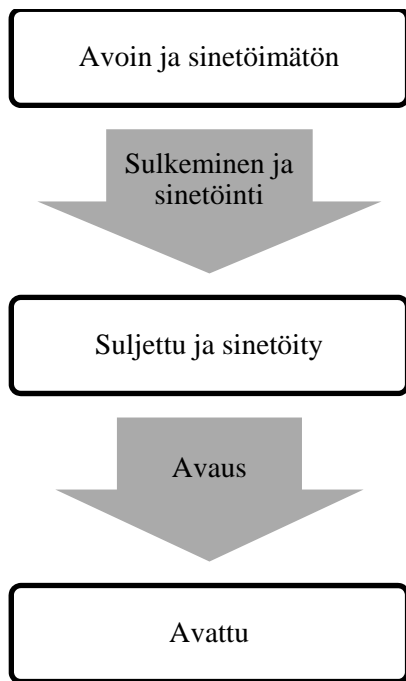 Avoin ja sinetöimätön
Sulkeminen ja
sinetöinti
Suljettu ja sinetöity
Avaus
Avattu